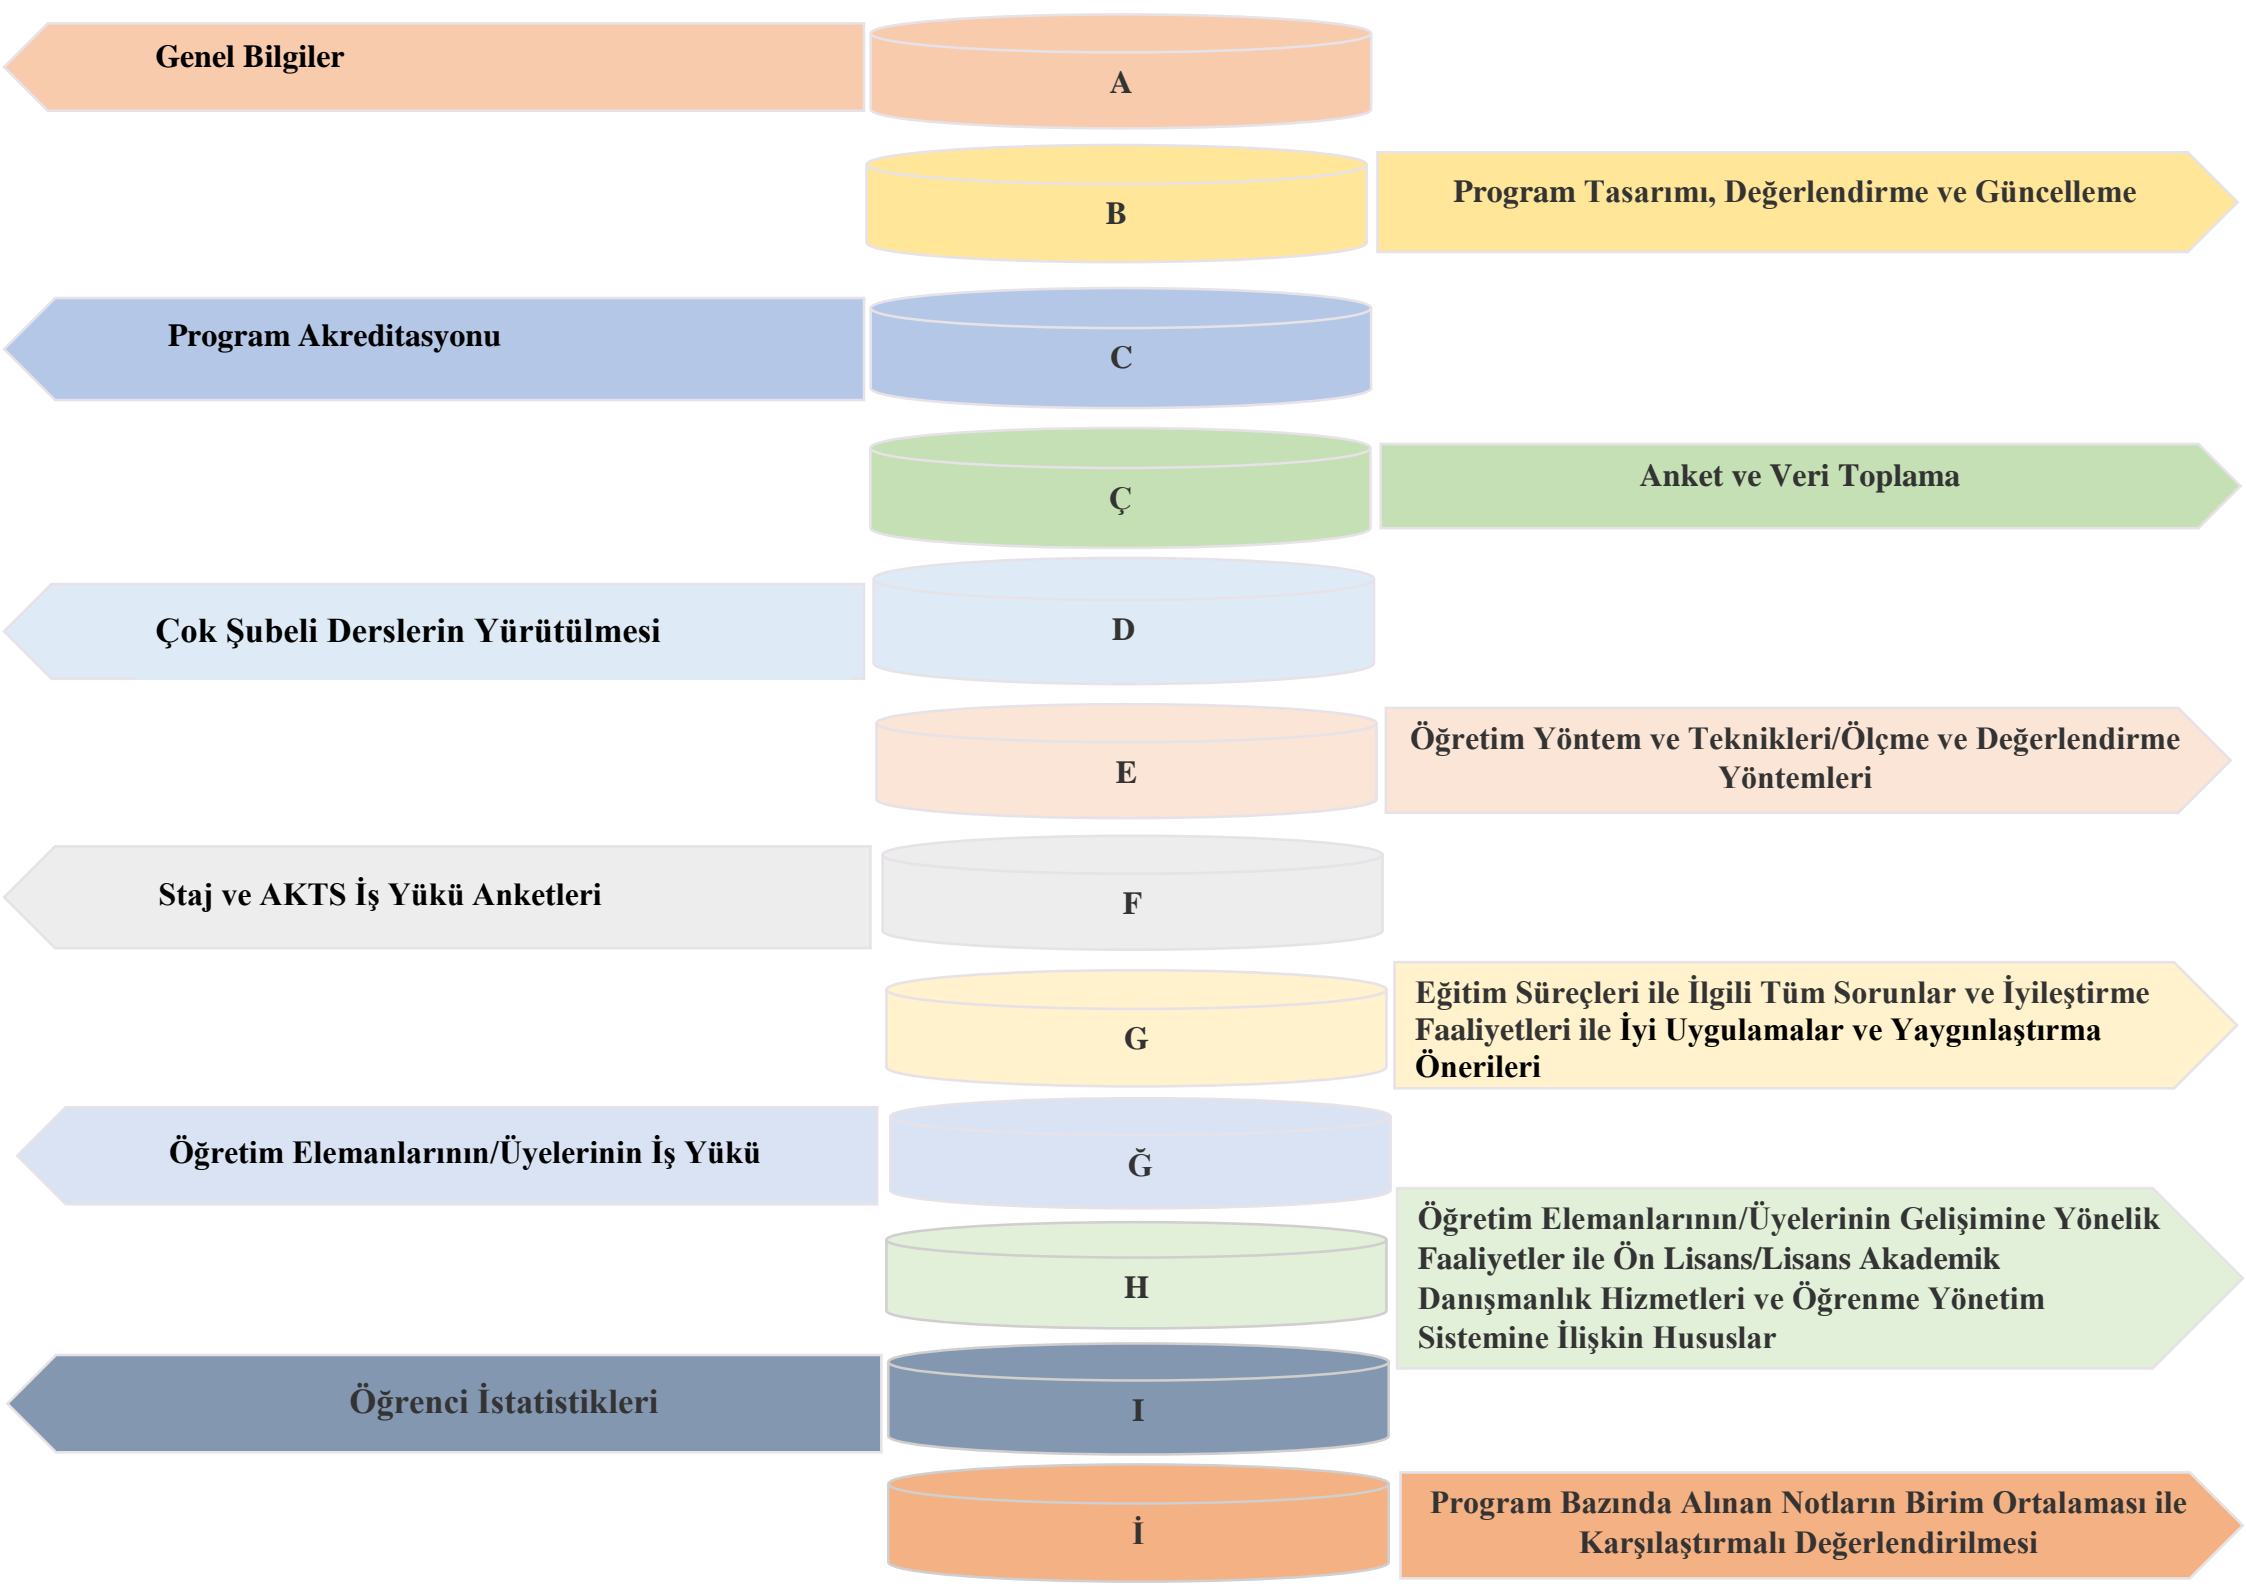 Genel Bilgiler
A
B
Program Tasarımı, Değerlendirme ve Güncelleme
Program Akreditasyonu
C
Ç
Anket ve Veri Toplama
Çok Şubeli Derslerin Yürütülmesi
D
E
Öğretim Yöntem ve Teknikleri/Ölçme ve Değerlendirme
Yöntemleri
Staj ve AKTS İş Yükü Anketleri
F
G
Eğitim Süreçleri ile İlgili Tüm Sorunlar ve İyileştirme
Faaliyetleri ile İyi Uygulamalar ve Yaygınlaştırma
Önerileri
Öğretim Elemanlarının/Üyelerinin İş Yükü
Ğ
H
Öğretim Elemanlarının/Üyelerinin Gelişimine Yönelik
Faaliyetler ile Ön Lisans/Lisans Akademik
Danışmanlık Hizmetleri ve Öğrenme Yönetim
Sistemine İlişkin Hususlar
Öğrenci İstatistikleri
I
İ
Program Bazında Alınan Notların Birim Ortalaması ile
Karşılaştırmalı Değerlendirilmesi